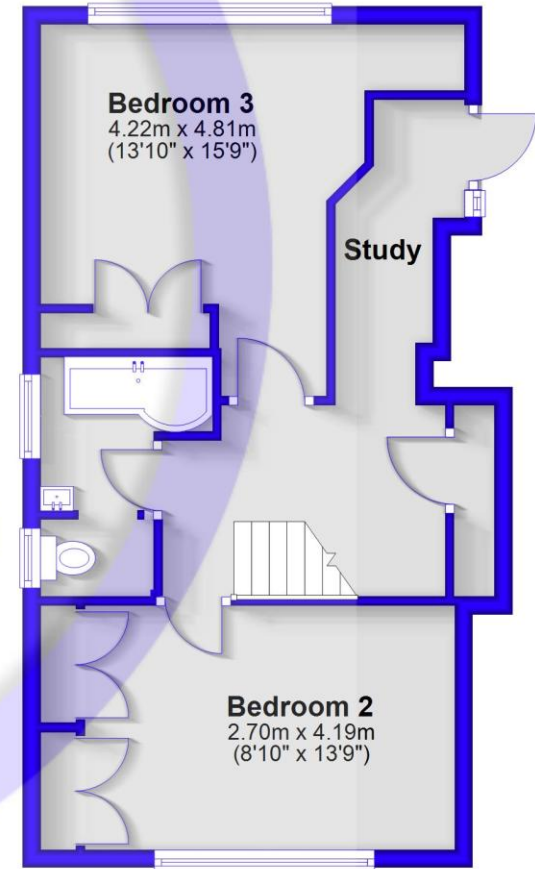 Bedroom 3
4.22m x 4.81m
(13'10" x 15'9")
Study
Bedroom 2
2.70m x 4.19m
(8'10" x 13'9")